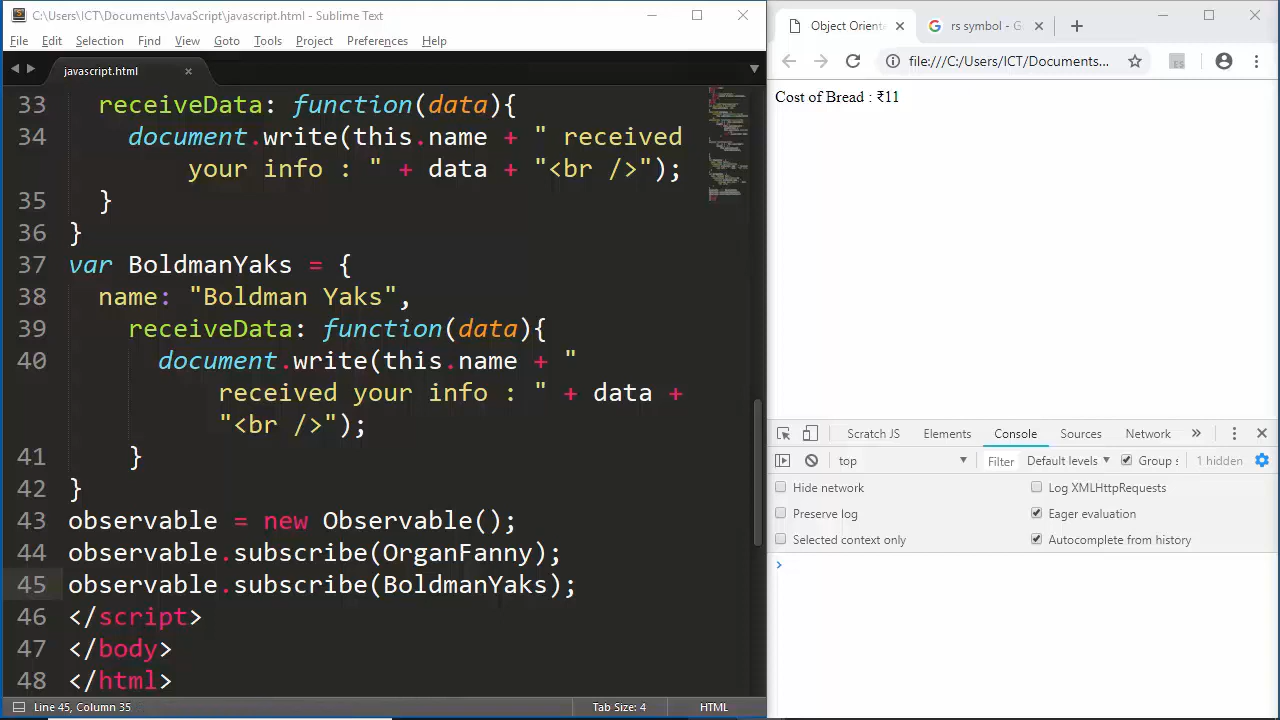 C:\Users\ICT\Documents\JavaScript\javascript.html - Sublime Text
File Edit Selection Find View Goto Tools Project Preferences Help
javascript.html
33 receiveData: function(data){
34 document.write(this.name + " received
your info : " + data + "<br />");
35 }
36 }
37 var BoldmanYaks = {
38 name: "Boldman Yaks",
39 receiveData: function(data){
40 document.write(this.name + "
received your info : " + data +
"<br />");
41 }
42 }
43 observable = new Observable();
44 observable.subscribe(OrganFanny);
45 observable.subscribe(BoldmanYaks);
46 </script>
47 </body>
48 </html>
Line 45, Column 35 Tab Size: 4 HTML
Object Oriente rs symbol - G
file:///C:/Users/ICT/Documents...
Cost of Bread : ₹11
Scratch JS Elements Console Sources Network »
top Filter Default levels Group s 1 hidden
Hide network Log XMLHttpRequests
Preserve log Eager evaluation
Selected context only Autocomplete from history